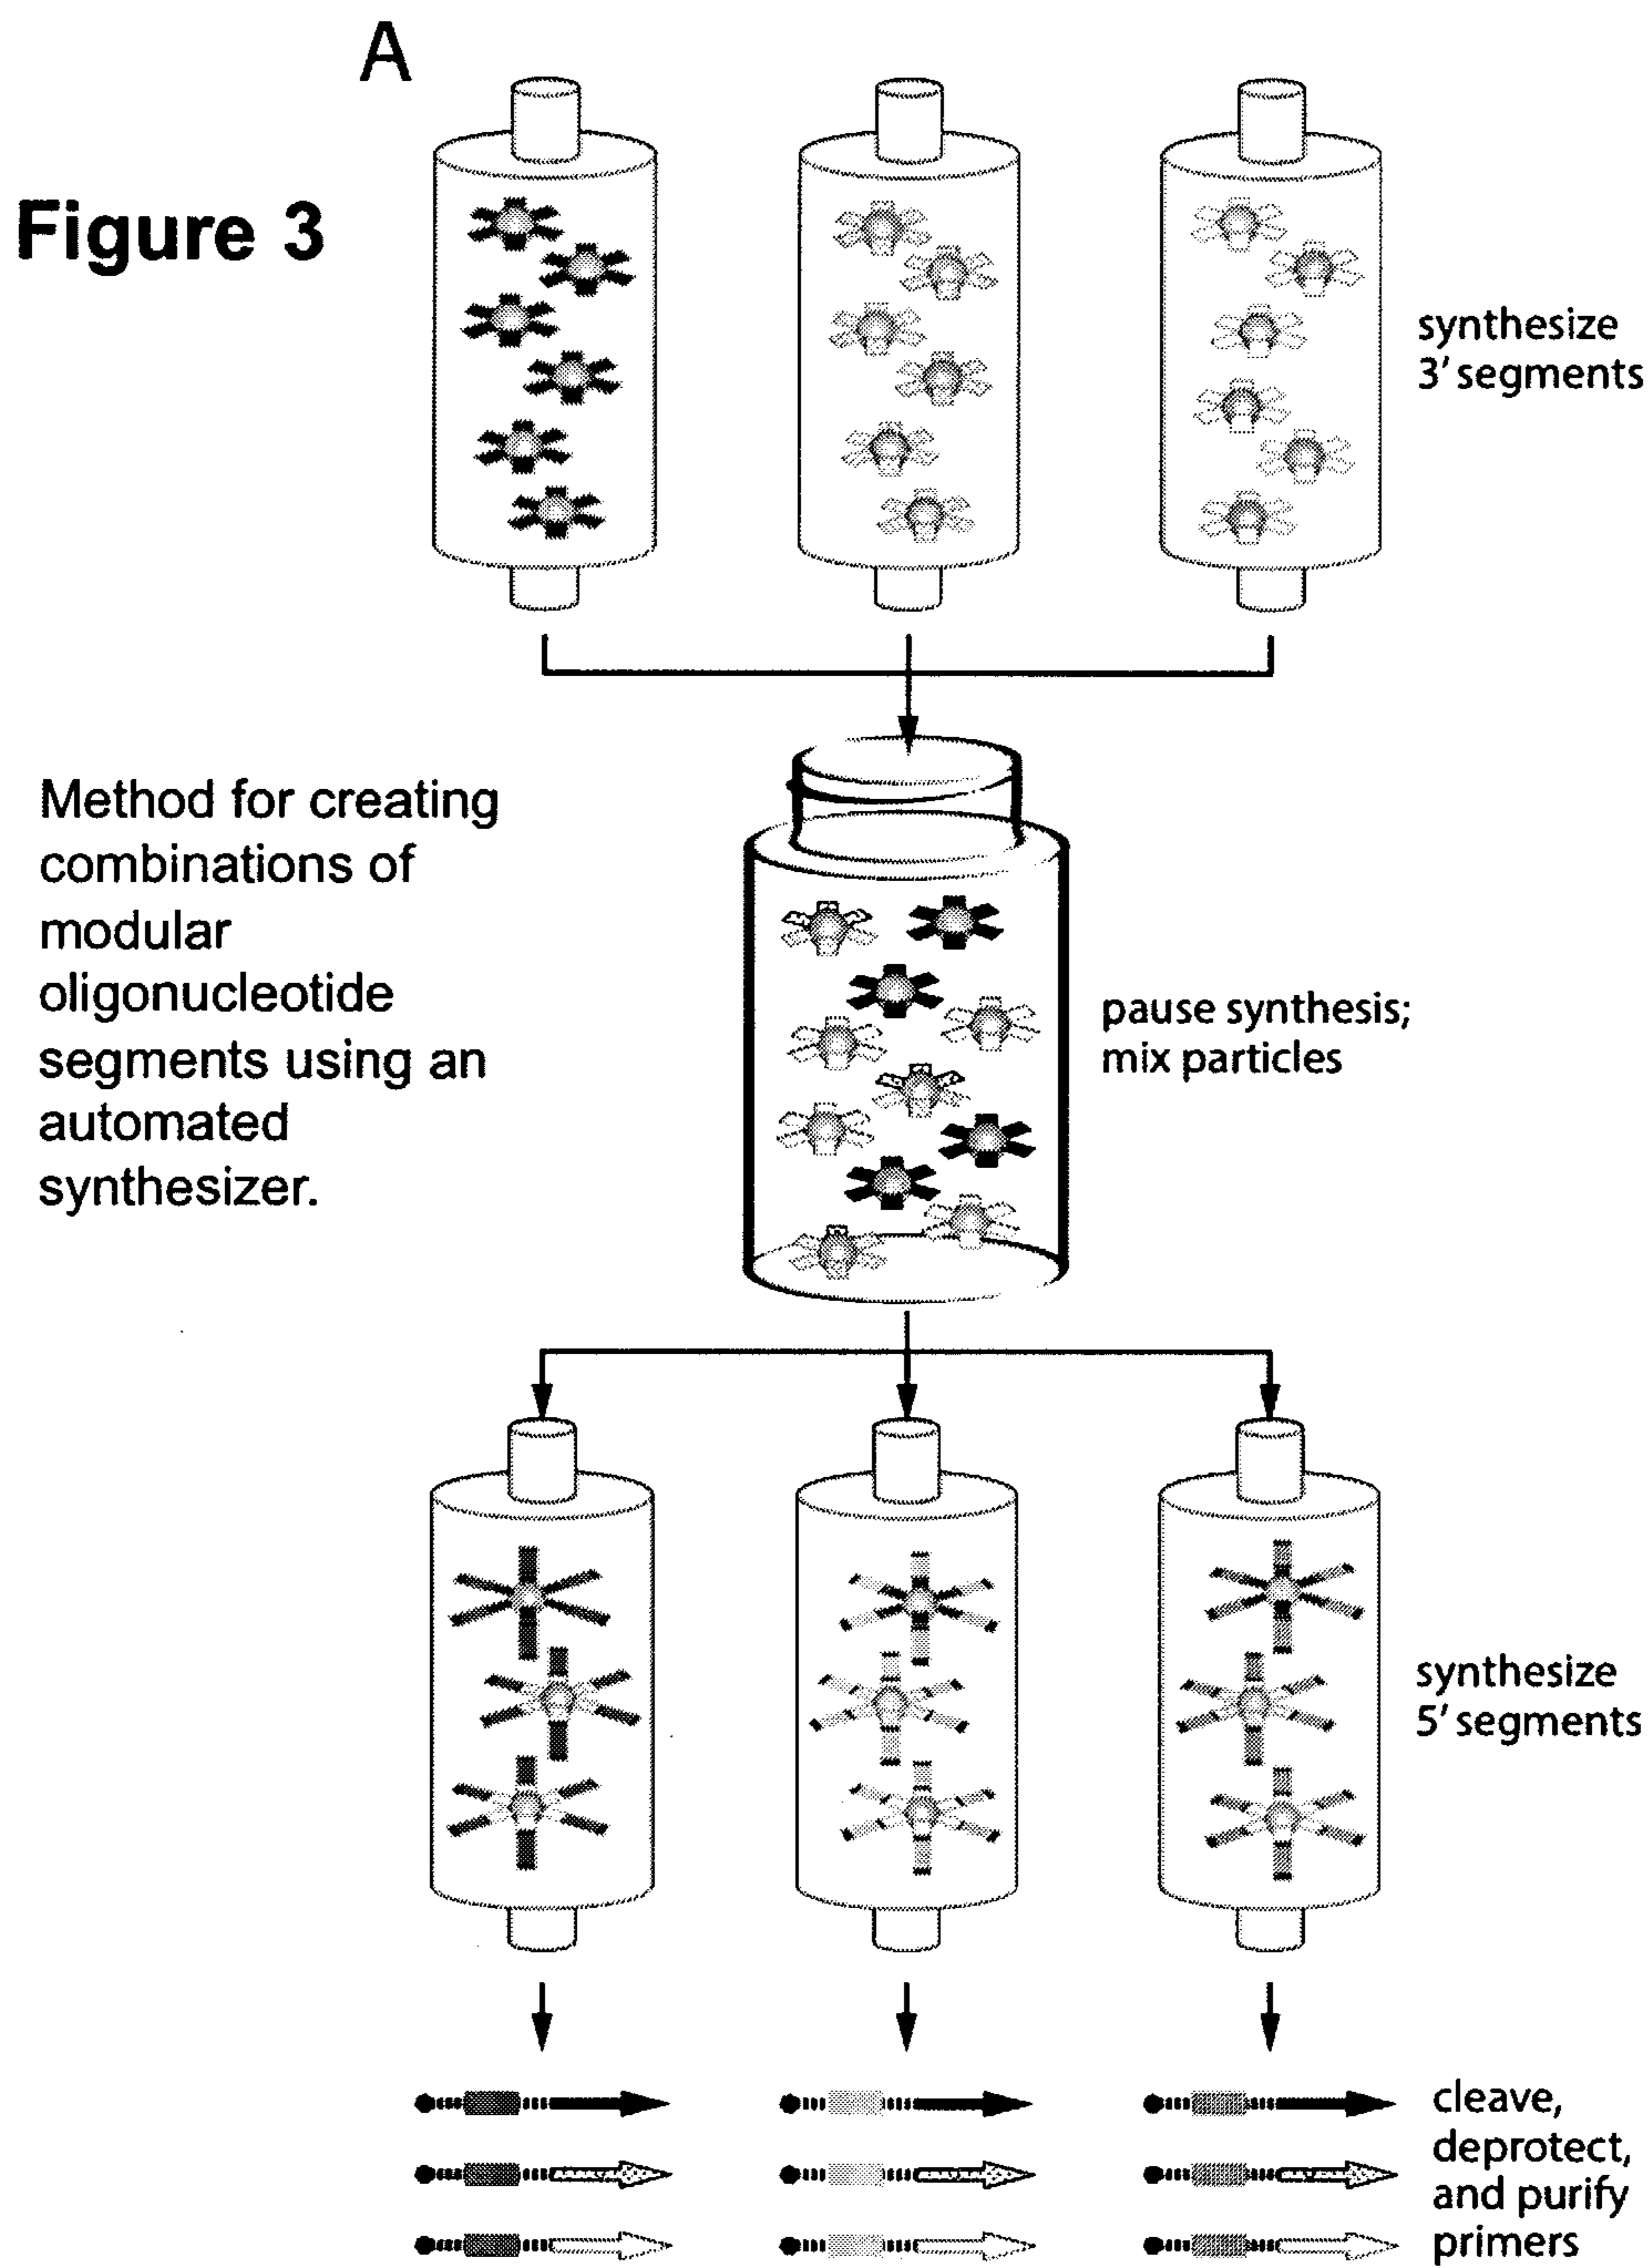 A
Figure 3
synthesize
3' segments
Method for creating
combinations of
modular
oligonucleotide
segments using an
automated
synthesizer.
pause synthesis;
mix particles
synthesize
5' segments
cleave,
deprotect,
and purify
primers